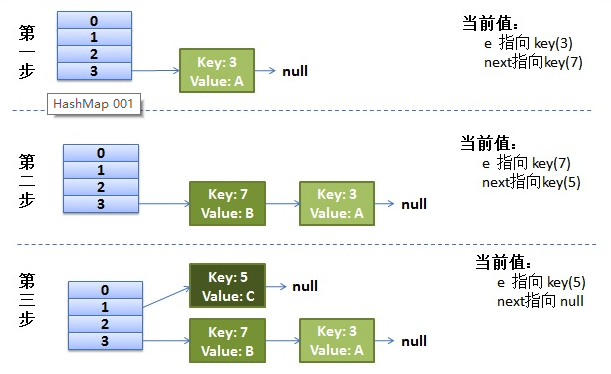 第一步
0
1
2
3
Key: 3
Value: A
null
当前值：
e 指向 key(3)
next指向key(7)
HashMap 001
第二步
0
1
2
3
Key: 7
Value: B
Key: 3
Value: A
null
当前值：
e 指向 key(7)
next指向key(5)
第三步
0
1
2
3
Key: 5
Value: C
null
Key: 7
Value: B
Key: 3
Value: A
null
当前值：
e 指向 key(5)
next指向 null